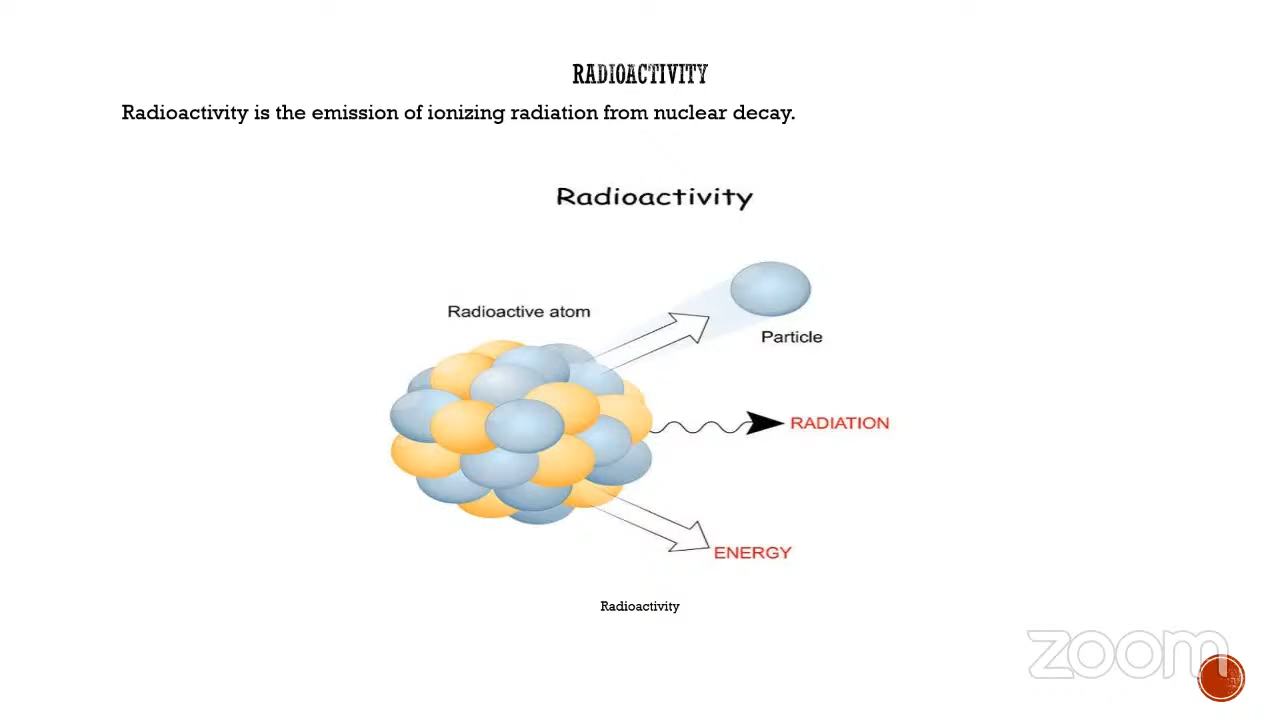 RADIOACTIVITY
Radioactivity is the emission of ionizing radiation from nuclear decay.
Radioactivity
Radioactive atom
Particle
RADIATION
ENERGY
Radioactivity
zoom